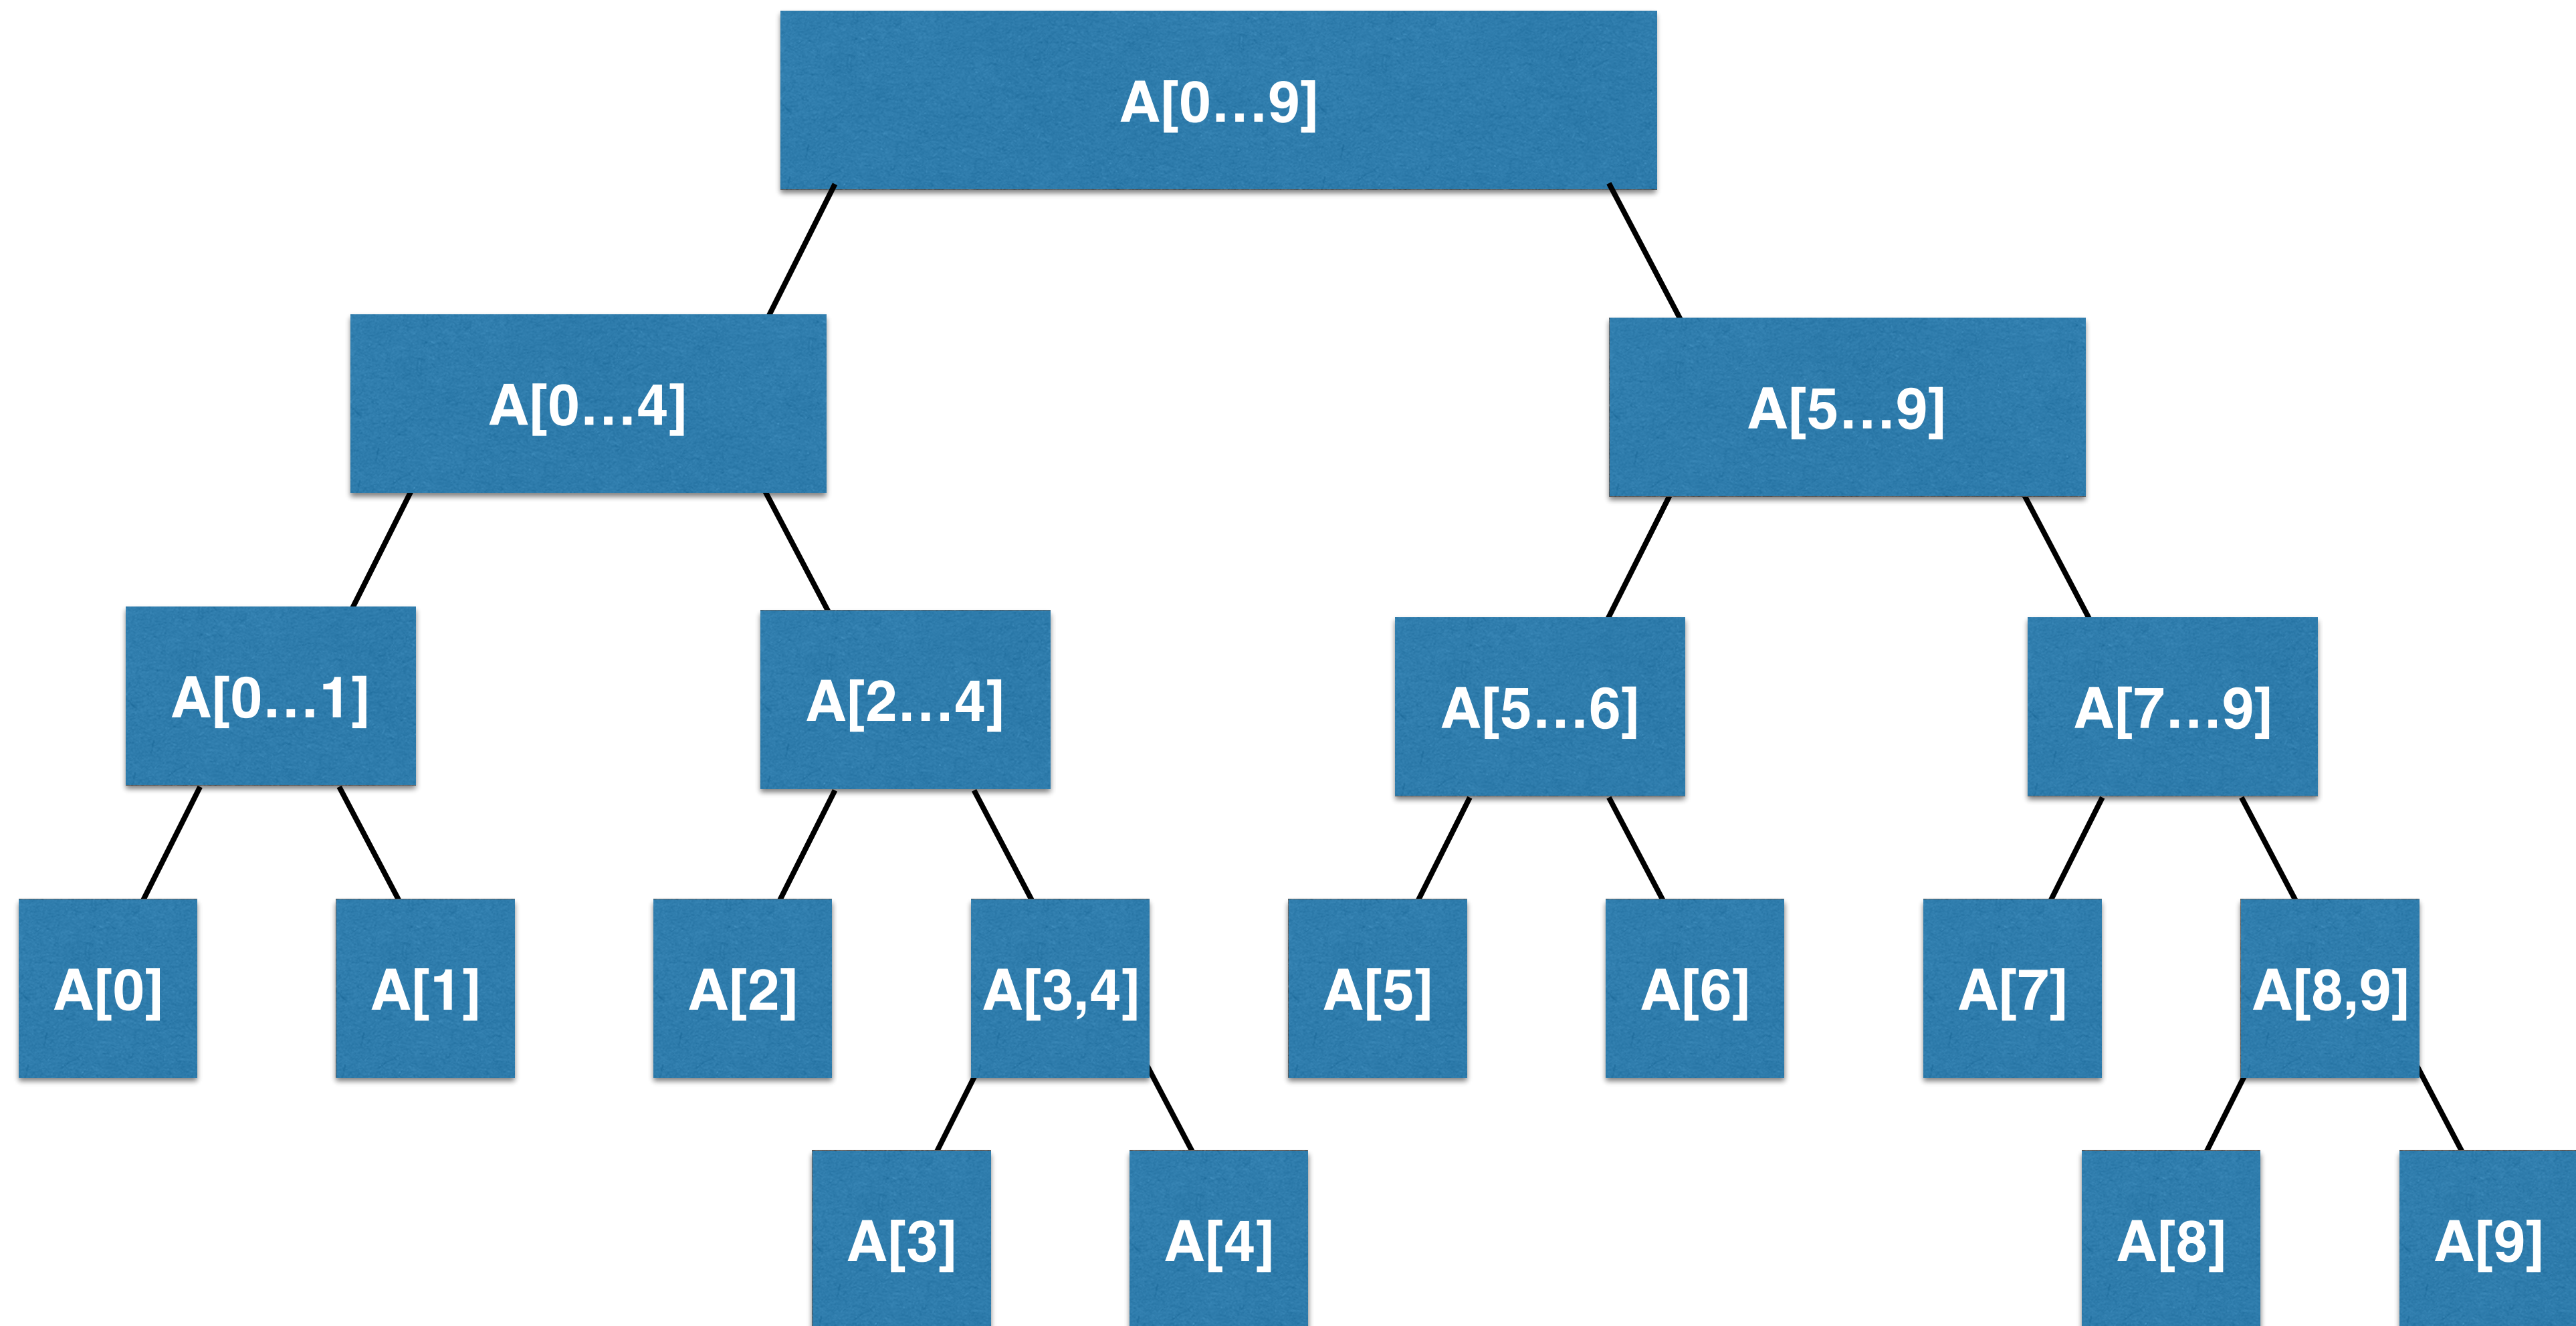 A[0…9]
A[0…4]
A[5…9]
A[0…1]
A[2…4]
A[5…6]
A[7…9]
A[0]
A[1]
A[2]
A[3,4]
A[5]
A[6]
A[7]
A[8,9]
A[3]
A[4]
A[8]
A[9]